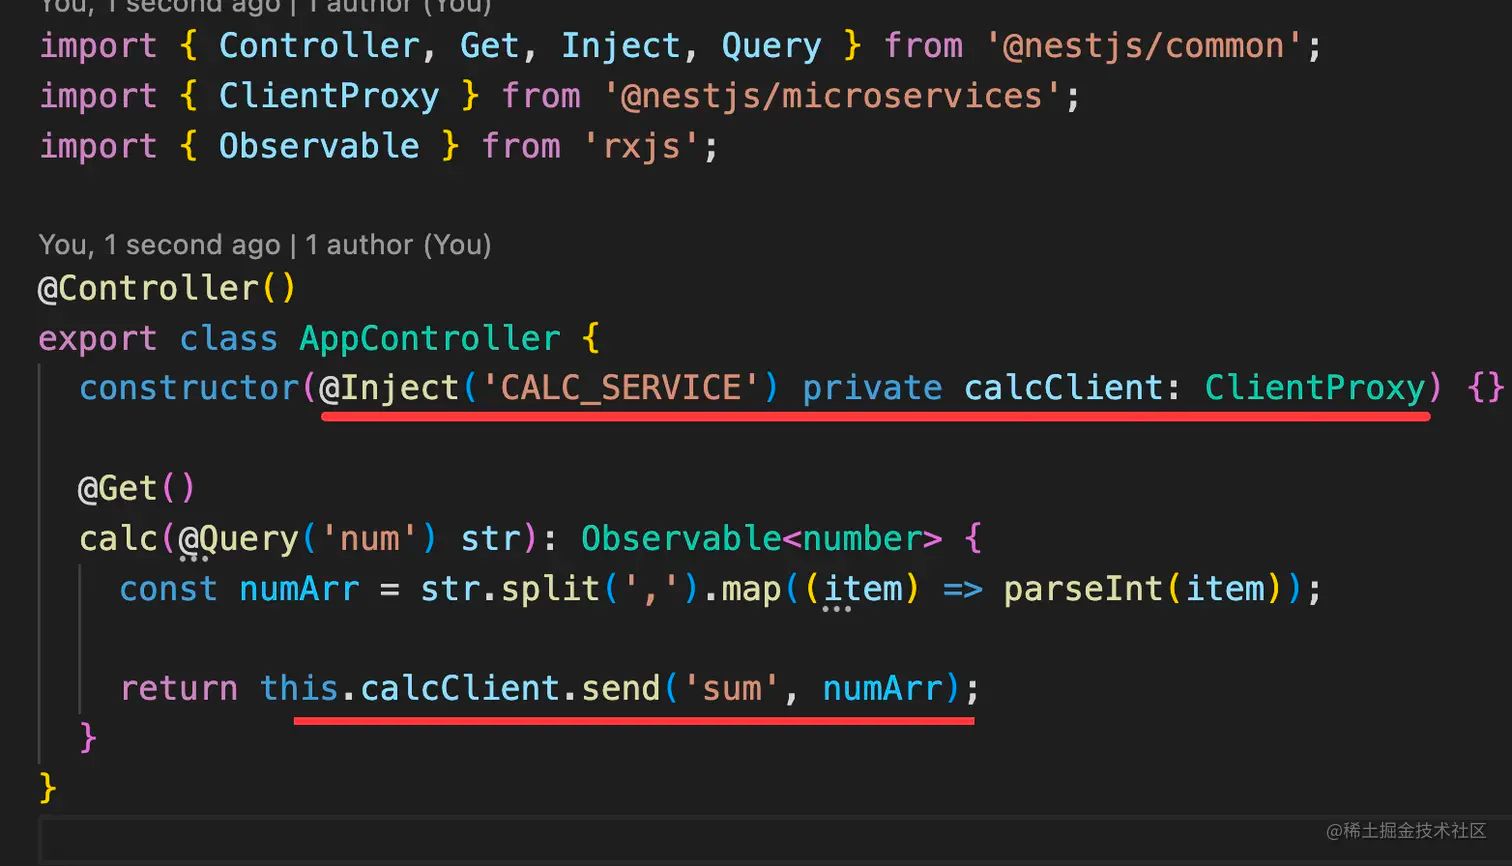 You, 1 second ago | 1 author (You)
import { Controller, Get, Inject, Query } from '@nestjs/common';
import { ClientProxy } from '@nestjs/microservices';
import { Observable } from 'rxjs';
You, 1 second ago | 1 author (You)
@Controller()
export class AppController {
  constructor(@Inject('CALC_SERVICE') private calcClient: ClientProxy) {}
  @Get()
  calc(@Query('num') str): Observable<number> {
    const numArr = str.split(',').map((item) => parseInt(item));
    return this.calcClient.send('sum', numArr);
  }
}
@稀土掘金技术社区